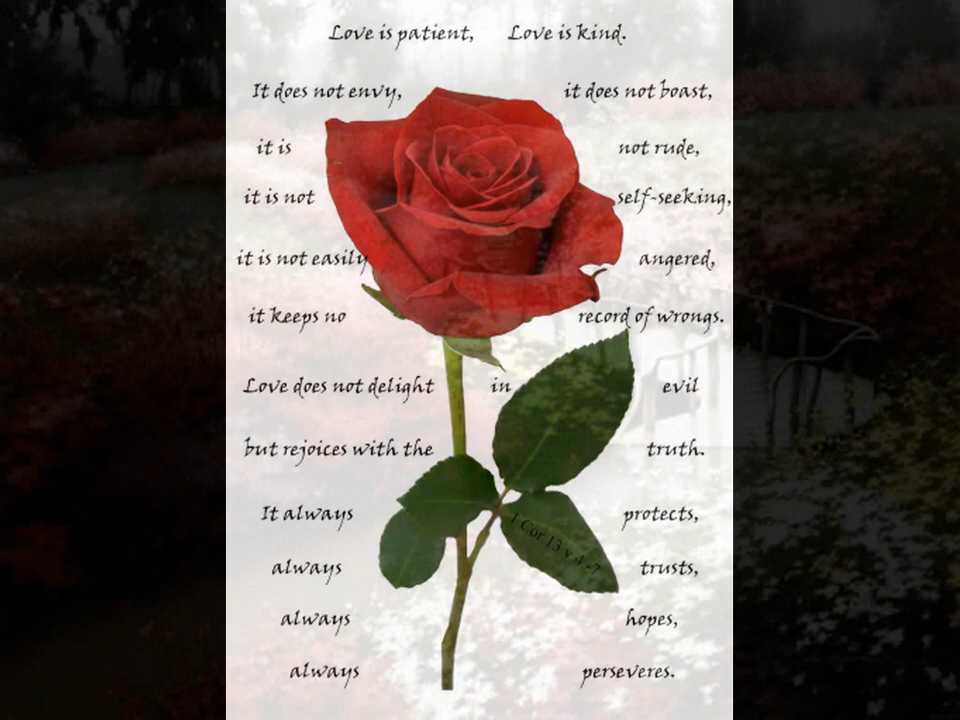 Love is patient, Love is kind.
It does not envy, it does not boast,
it is not rude,
it is not self-seeking,
it is not easily angered,
it keeps no record of wrongs.
Love does not delight in evil
but rejoices with the truth.
It always protects,
1 Cor 13 v 4 -7
always trusts,
always hopes,
always perseveres.